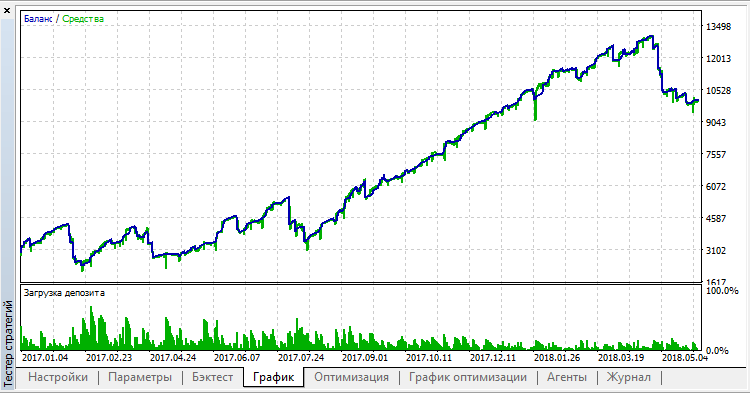 Баланс / Средства
13498
12013
10528
9043
7557
6072
4587
3102
1617
Загрузка депозита
100.0%
0.0%
2017.01.04 2017.02.23 2017.04.24 2017.06.07 2017.07.24 2017.09.01 2017.10.11 2017.12.11 2018.01.26 2018.03.19 2018.05.04
Тестер стратегий
Настройки Параметры Бэктест График Оптимизация График оптимизации Агенты Журнал